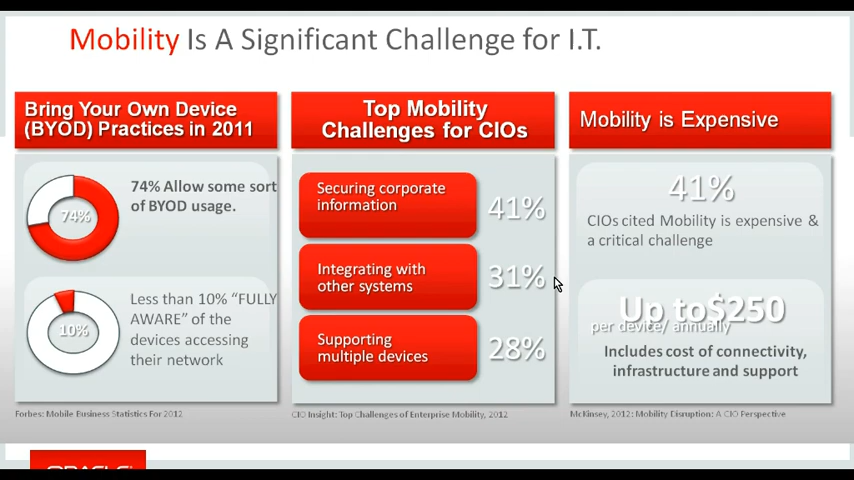 Mobility Is A Significant Challenge for I.T.
Bring Your Own Device
(BYOD) Practices in 2011
74%
74% Allow some sort
of BYOD usage.
10%
Less than 10% “FULLY
AWARE” of the
devices accessing
their network
Forbes: Mobile Business Statistics For 2012
Top Mobility
Challenges for CIOs
Securing corporate
information
41%
Integrating with
other systems
31%
Supporting
multiple devices
28%
CIO Insight: Top Challenges of Enterprise Mobility, 2012
Mobility is Expensive
41%
CIOs cited Mobility is expensive &
a critical challenge
Up to$250
per device/ annually
Includes cost of connectivity,
infrastructure and support
McKinsey, 2012: Mobility Disruption: A CIO Perspective
ORACLE